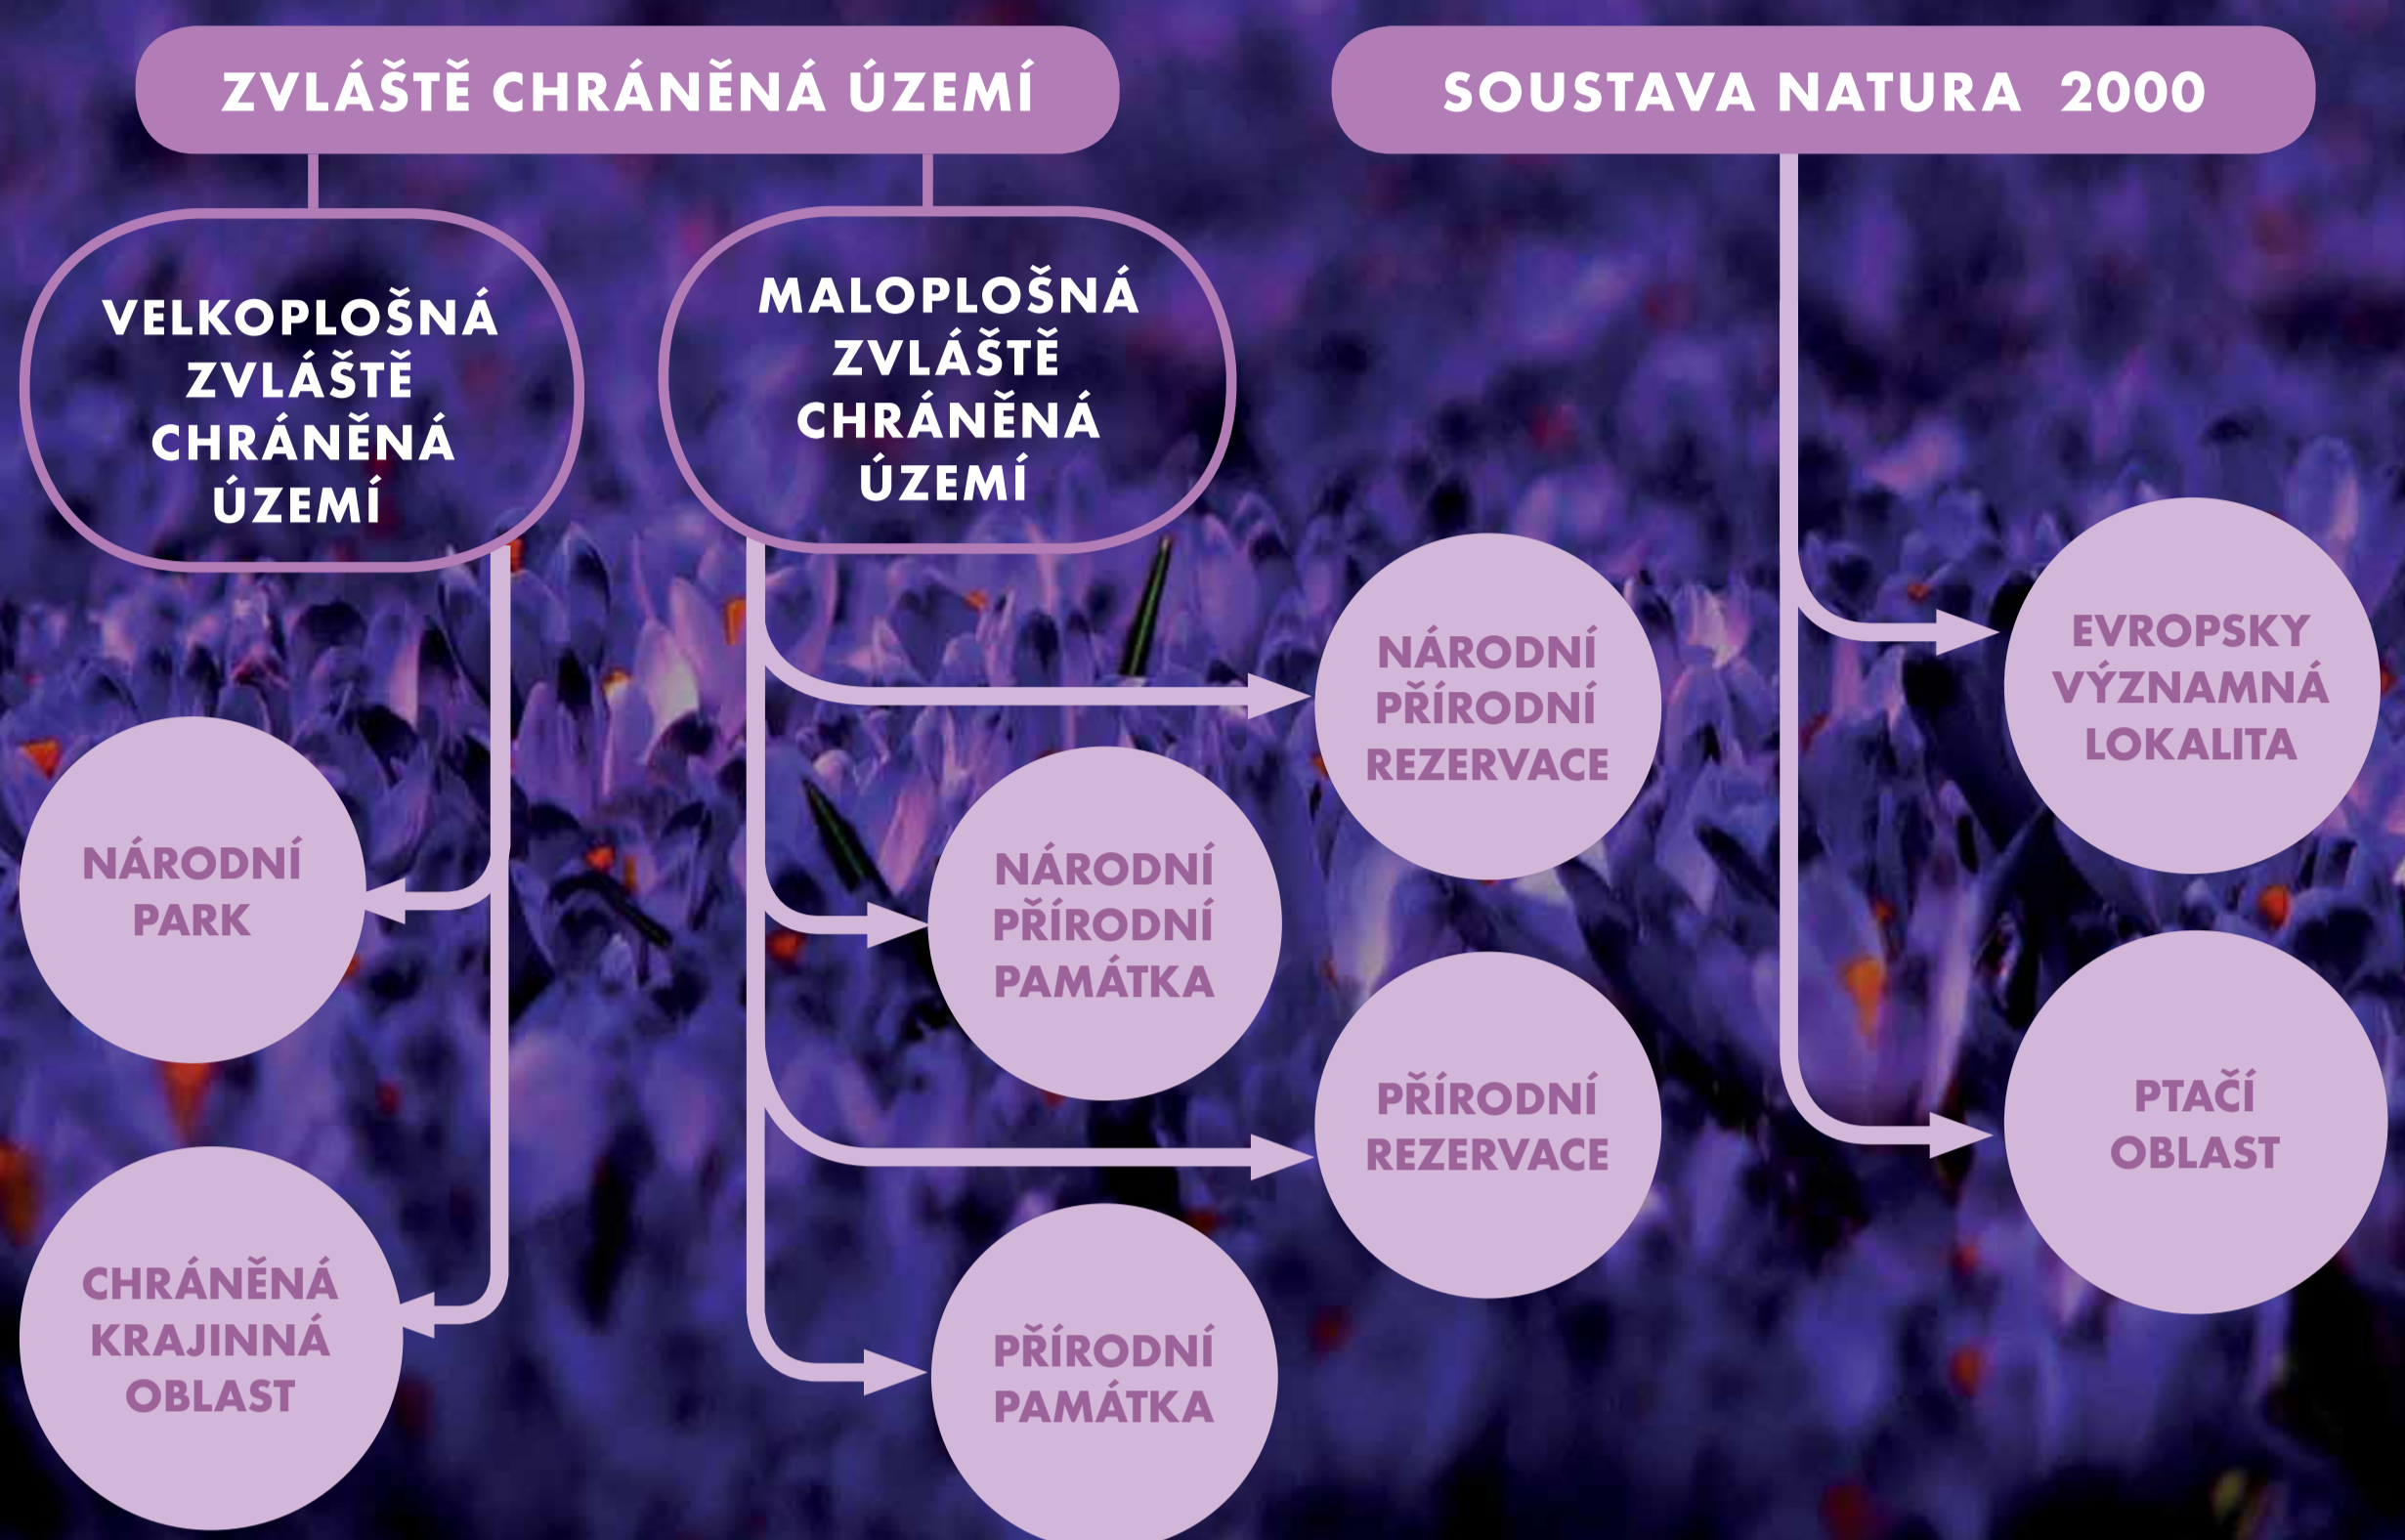 ZVLÁŠTĚ CHRÁNĚNÁ ÚZEMÍ
VELKOPLOŠNÁ
ZVLÁŠTĚ
CHRÁNĚNÁ
ÚZEMÍ
NÁRODNÍ
PARK
CHRÁNĚNÁ
KRAJINNÁ
OBLAST
MALOPLOŠNÁ
ZVLÁŠTĚ
CHRÁNĚNÁ
ÚZEMÍ
NÁRODNÍ
PŘÍRODNÍ
REZERVACE
NÁRODNÍ
PŘÍRODNÍ
PAMÁTKA
PŘÍRODNÍ
REZERVACE
PŘÍRODNÍ
PAMÁTKA
SOUSTAVA NATURA 2000
EVROPSKY
VÝZNAMNÁ
LOKALITA
PTAČÍ
OBLAST